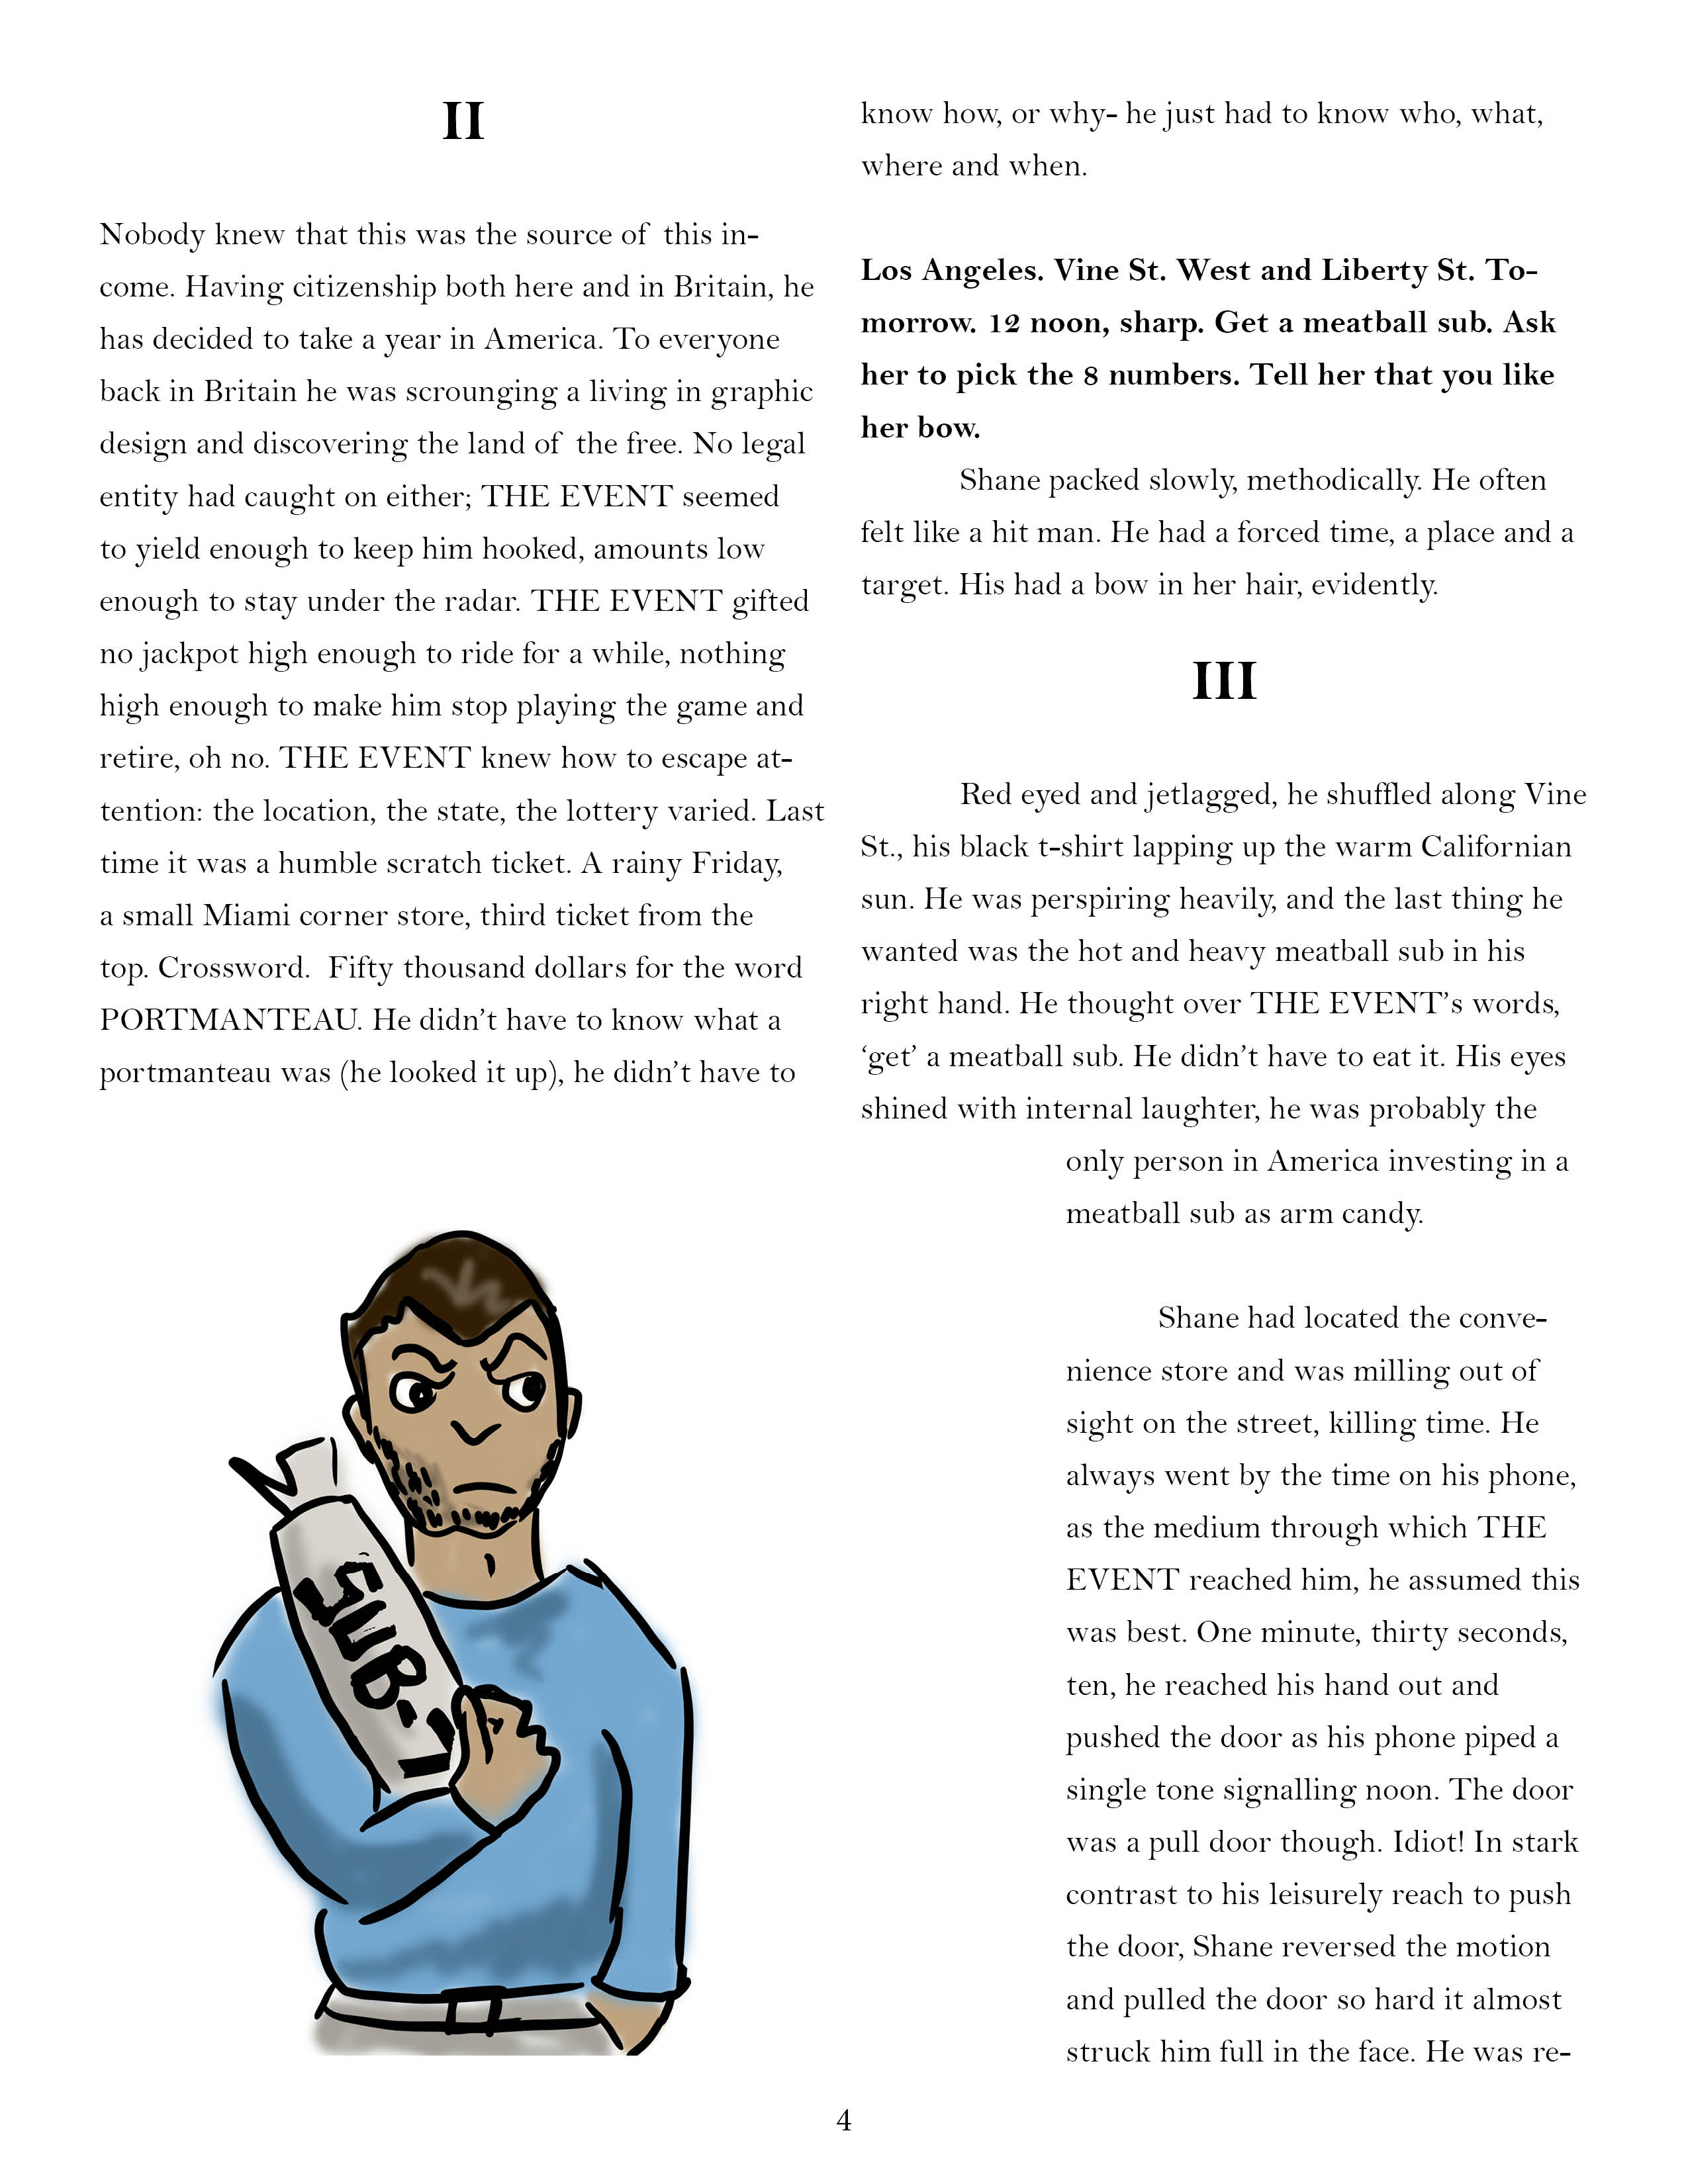 II
Nobody knew that this was the source of this in-
come. Having citizenship both here and in Britain, he
has decided to take a year in America. To everyone
back in Britain he was scrounging a living in graphic
design and discovering the land of the free. No legal
entity had caught on either; THE EVENT seemed
to yield enough to keep him hooked, amounts low
enough to stay under the radar. THE EVENT gifted
no jackpot high enough to ride for a while, nothing
high enough to make him stop playing the game and
retire, oh no. THE EVENT knew how to escape at-
tention: the location, the state, the lottery varied. Last
time it was a humble scratch ticket. A rainy Friday,
a small Miami corner store, third ticket from the
top. Crossword. Fifty thousand dollars for the word
PORTMANTEAU. He didn’t have to know what a
portmanteau was (he looked it up), he didn’t have to
SUB-7
know how, or why- he just had to know who, what,
where and when.
Los Angeles. Vine St. West and Liberty St. To-
morrow. 12 noon, sharp. Get a meatball sub. Ask
her to pick the 8 numbers. Tell her that you like
her bow.
Shane packed slowly, methodically. He often
felt like a hit man. He had a forced time, a place and a
target. His had a bow in her hair, evidently.
III
Red eyed and jetlagged, he shuffled along Vine
St., his black t-shirt lapping up the warm Californian
sun. He was perspiring heavily, and the last thing he
wanted was the hot and heavy meatball sub in his
right hand. He thought over THE EVENT’s words,
‘get’ a meatball sub. He didn’t have to eat it. His eyes
shined with internal laughter, he was probably the
only person in America investing in a
meatball sub as arm candy.
Shane had located the conve-
nience store and was milling out of
sight on the street, killing time. He
always went by the time on his phone,
as the medium through which THE
EVENT reached him, he assumed this
was best. One minute, thirty seconds,
ten, he reached his hand out and
pushed the door as his phone piped a
single tone signalling noon. The door
was a pull door though. Idiot! In stark
contrast to his leisurely reach to push
the door, Shane reversed the motion
and pulled the door so hard it almost
struck him full in the face. He was re-
4